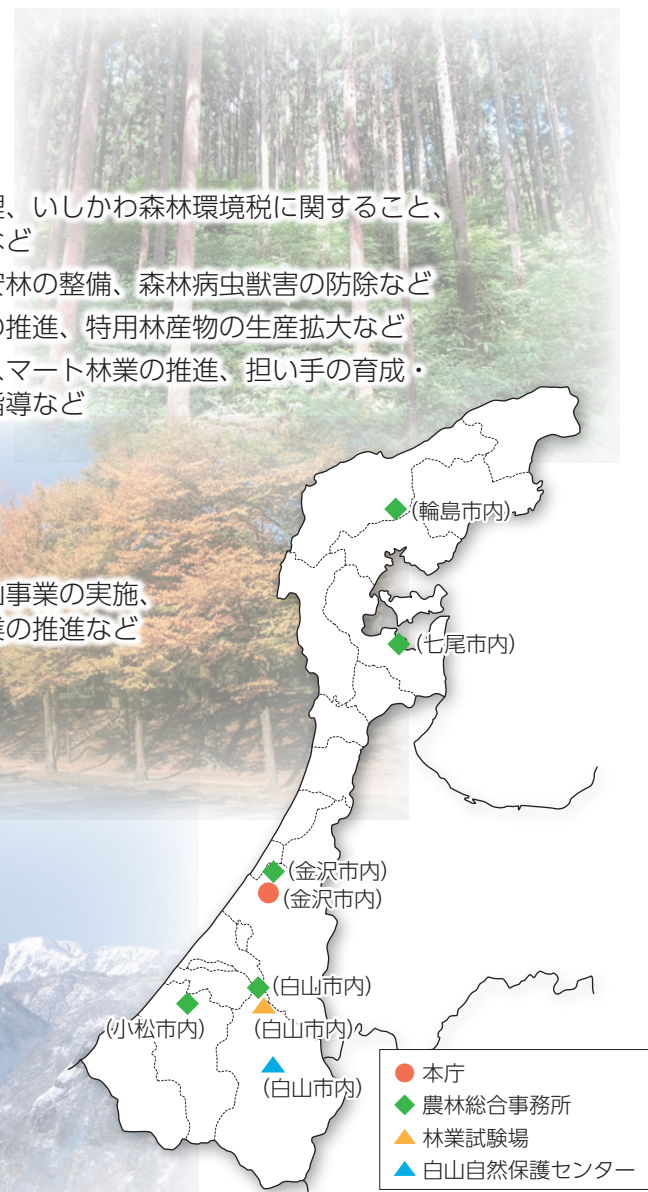 理、いしかわ森林環境税に関すること、
など
安林の整備、森林病虫獣害の防除など
の推進、特用林産物の生産拡大など
スマート林業の推進、担い手の育成・
指導など
山事業の実施、
業の推進など
(輪島市内)
(七尾市内)
(金沢市内)
(金沢市内)
(白山市内)
(小松市内)
(白山市内)
(白山市内)
本庁
農林総合事務所
林業試験場
白山自然保護センター